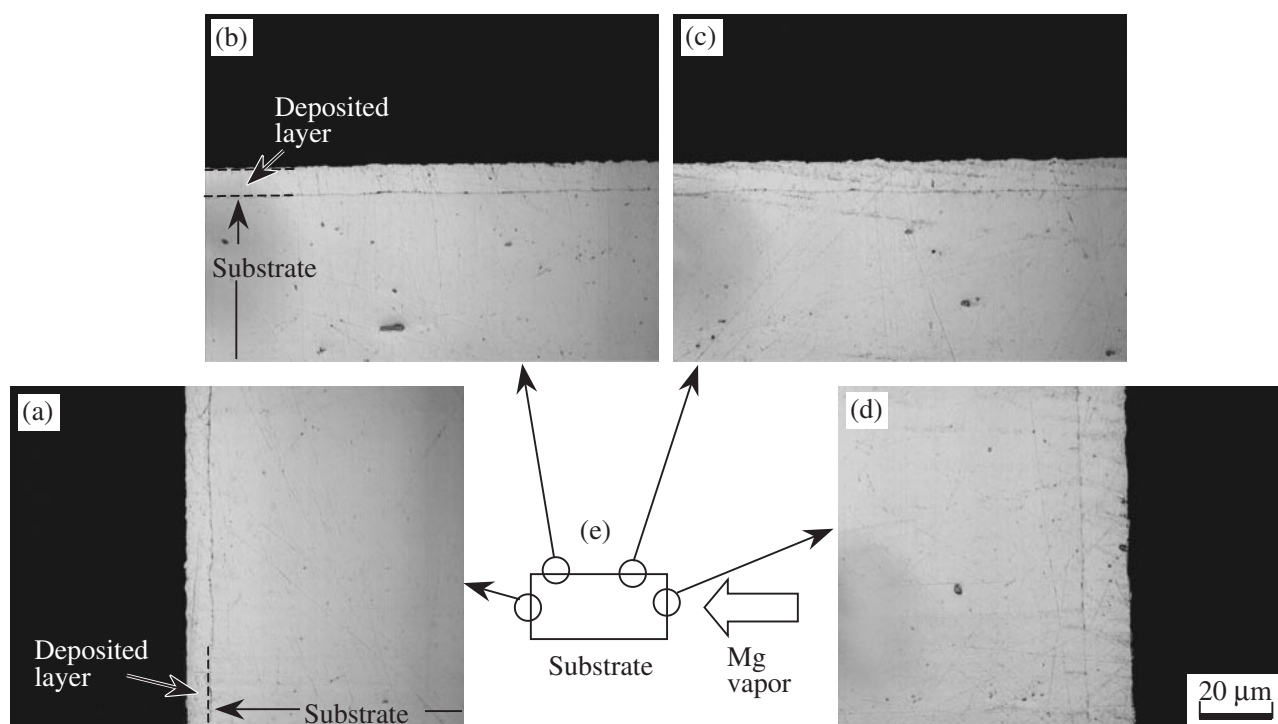 (b)
Deposited
layer
Substrate
(c)
(a)
Deposited
layer
Substrate
(e)
Substrate
Mg
vapor
(d)
20 μm